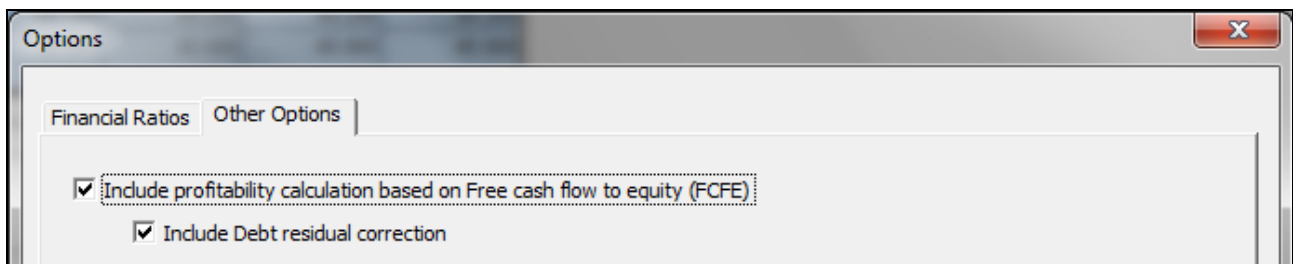 Options
Financial Ratios Other Options
Include profitability calculation based on Free cash flow to equity (FCFE)
Include Debt residual correction